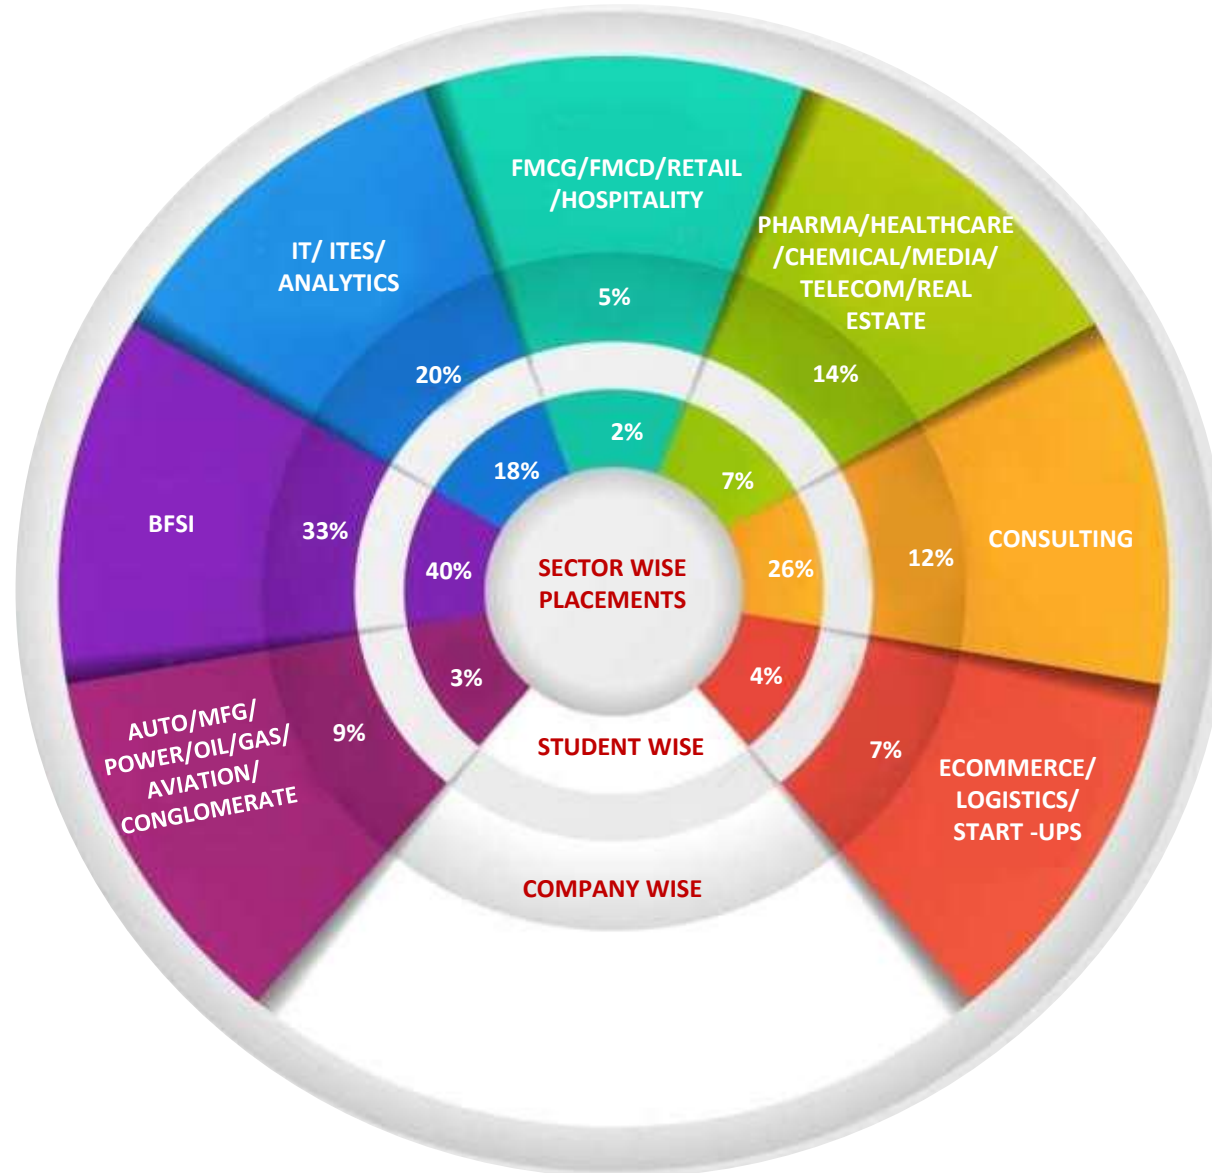 FMCG/FMCD/RETAIL
/HOSPITALITY
5%
2%
PHARMA/HEALTHCARE
/CHEMICAL/MEDIA/
TELECOM/REAL
ESTATE
14%
7%
IT/ ITES/
ANALYTICS
20%
18%
BFSI
33%
40%
SECTOR WISE
PLACEMENTS
26%
12%
CONSULTING
AUTO/MFG/
POWER/OIL/GAS/
AVIATION/
CONGLOMERATE
9%
3%
4%
7%
ECOMMERCE/
LOGISTICS/
START -UPS
STUDENT WISE
COMPANY WISE